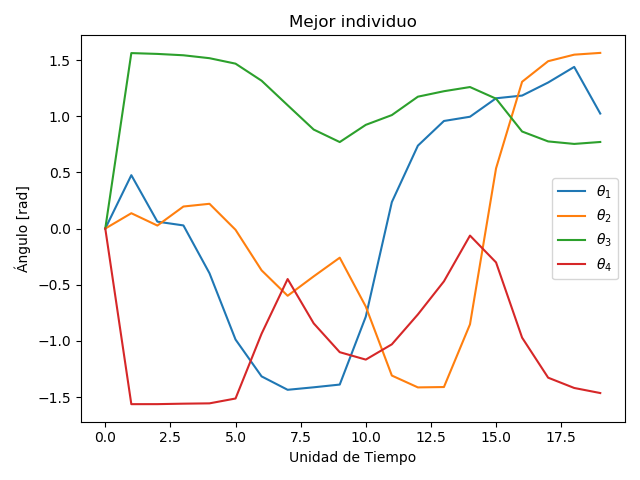 Mejor individuo
Ángulo [rad]
1.5
1.0
0.5
0.0
−0.5
−1.0
−1.5
θ1
θ2
θ3
θ4
0.0 2.5 5.0 7.5 10.0 12.5 15.0 17.5
Unidad de Tiempo